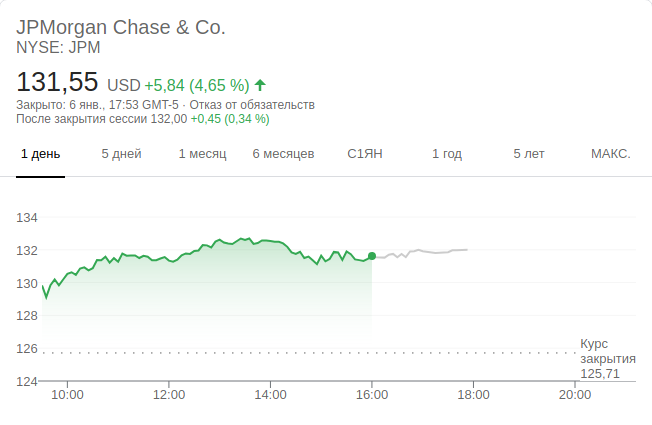 JPMorgan Chase & Co.
NYSE: JPM
131,55 USD +5,84 (4,65 %)
Закрыто: 6 янв., 17:53 GMT-5 · Отказ от обязательств
После закрытия сессии 132,00 +0,45 (0,34 %)
1 день 5 дней 1 месяц 6 месяцев С1ЯН 1 год 5 лет МАКС.
134
132
130
128
126
Курс
закрытия
125,71
124
10:00 12:00 14:00 16:00 18:00 20:00